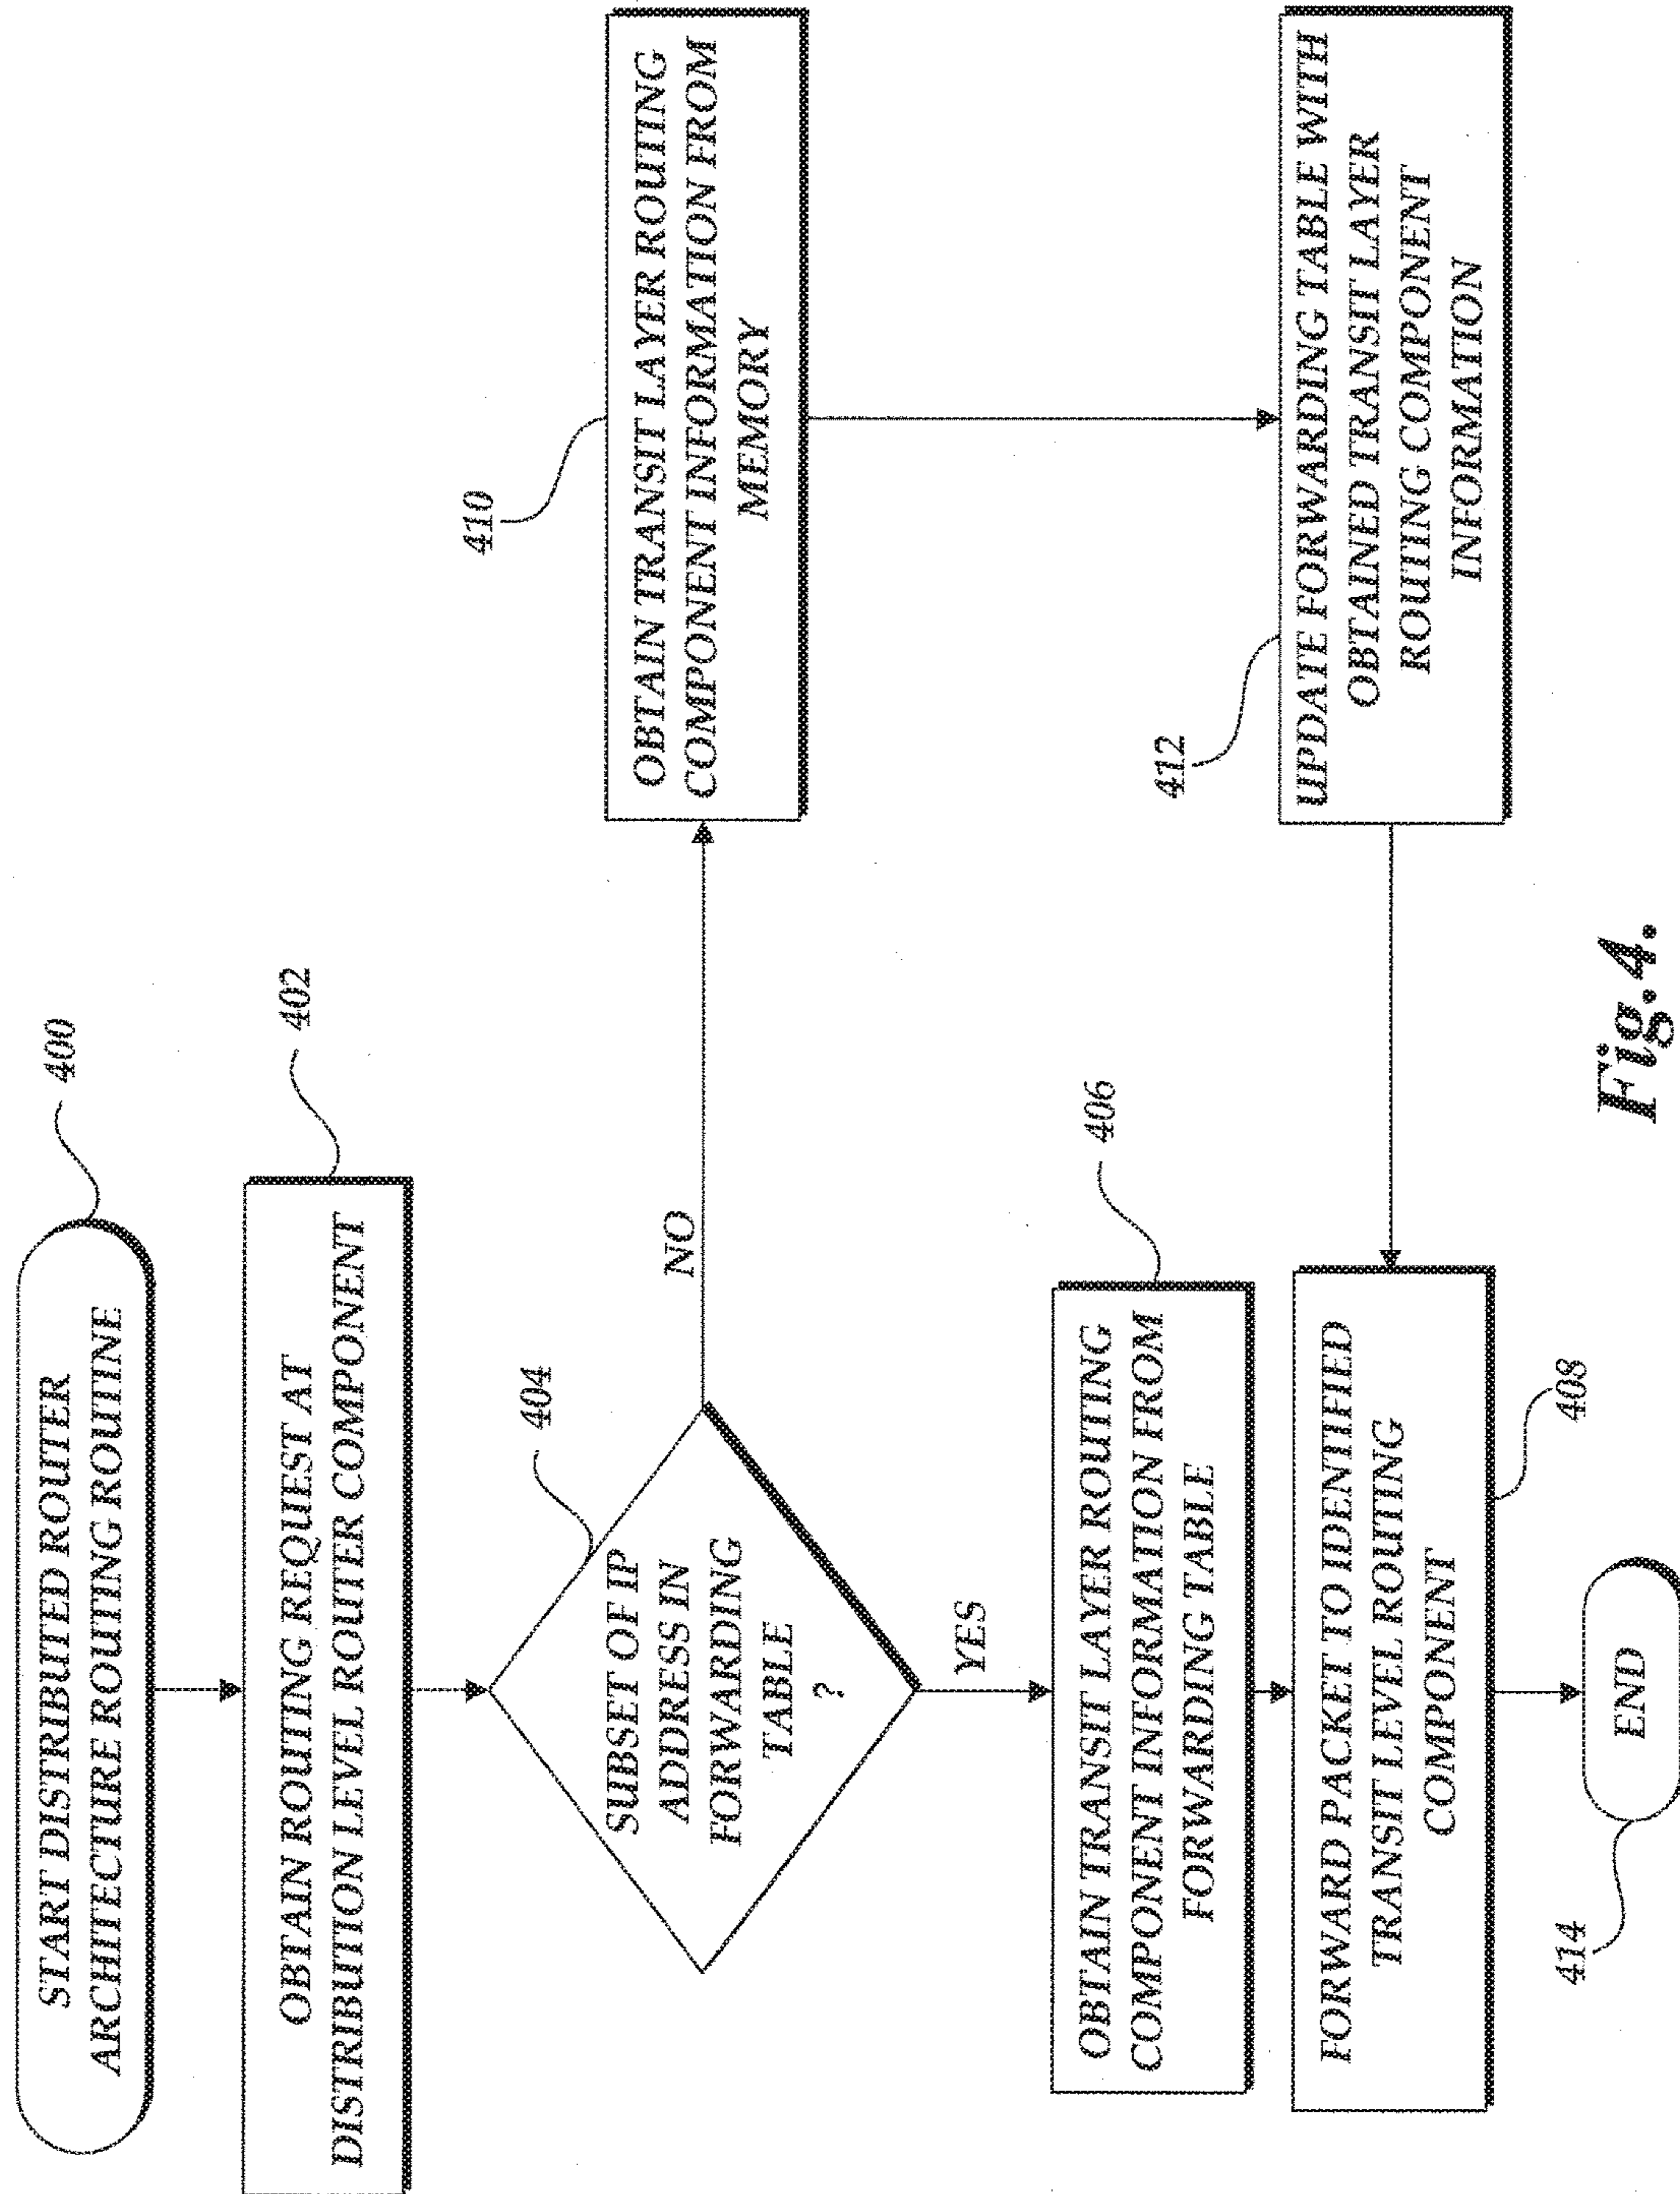 START DISTRIBUTED ROUTER
ARCHITECTURE ROUTING ROUTINE
400
OBTAIN ROUTING REQUEST AT
DISTRIBUTION LEVEL ROUTER COMPONENT
402
SUBSET OF IP
ADDRESS IN
FORWARDING
TABLE
?
404
NO
YES
OBTAIN TRANSIT LAYER ROUTING
COMPONENT INFORMATION FROM
MEMORY
410
OBTAIN TRANSIT LAYER ROUTING
COMPONENT INFORMATION FROM
FORWARDING TABLE
406
UPDATE FORWARDING TABLE WITH
OBTAINED TRANSIT LAYER
ROUTING COMPONENT
INFORMATION
412
FORWARD PACKET TO IDENTIFIED
TRANSIT LEVEL ROUTING
COMPONENT
408
END
414
Fig.4.